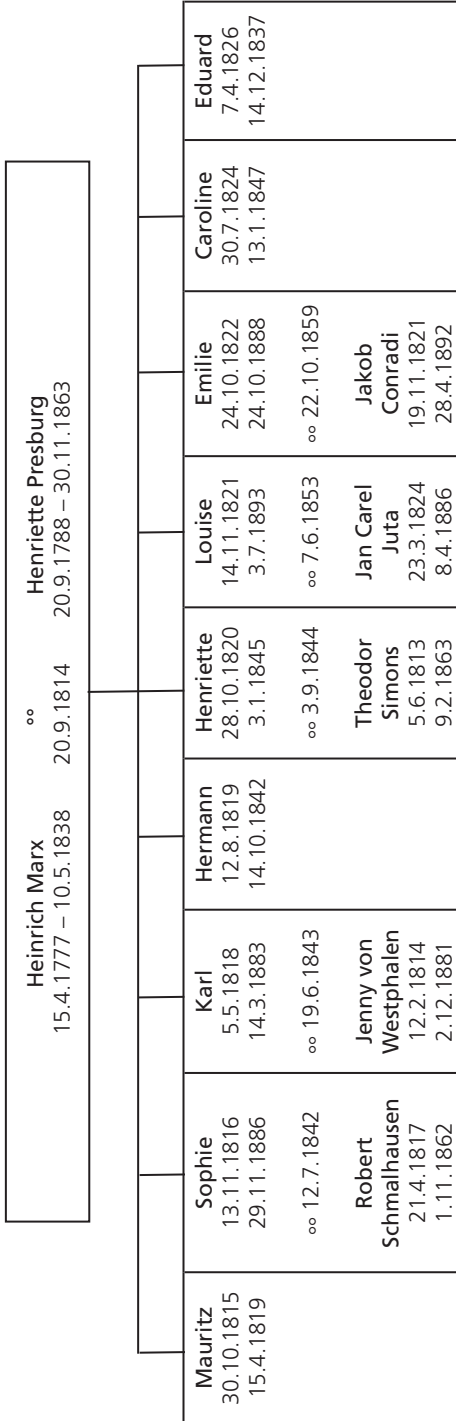 Heinrich Marx °° Henriette Presburg
15.4.1777 – 10.5.1838 20.9.1814 20.9.1788 – 30.11.1863
Mauritz
30.10.1815
15.4.1819
Sophie
13.11.1816
29.11.1886
°° 12.7.1842
Robert
Schmalhausen
21.4.1817
1.11.1862
Karl
5.5.1818
14.3.1883
°° 19.6.1843
Jenny von
Westphalen
12.2.1814
2.12.1881
Hermann
12.8.1819
14.10.1842
Henriette
28.10.1820
3.1.1845
°° 3.9.1844
Theodor
Simons
5.6.1813
9.2.1863
Louise
14.11.1821
3.7.1893
°° 7.6.1853
Jan Carel
Juta
23.3.1824
8.4.1886
Emilie
24.10.1822
24.10.1888
°° 22.10.1859
Jakob
Conradi
19.11.1821
28.4.1892
Caroline
30.7.1824
13.1.1847
Eduard
7.4.1826
14.12.1837